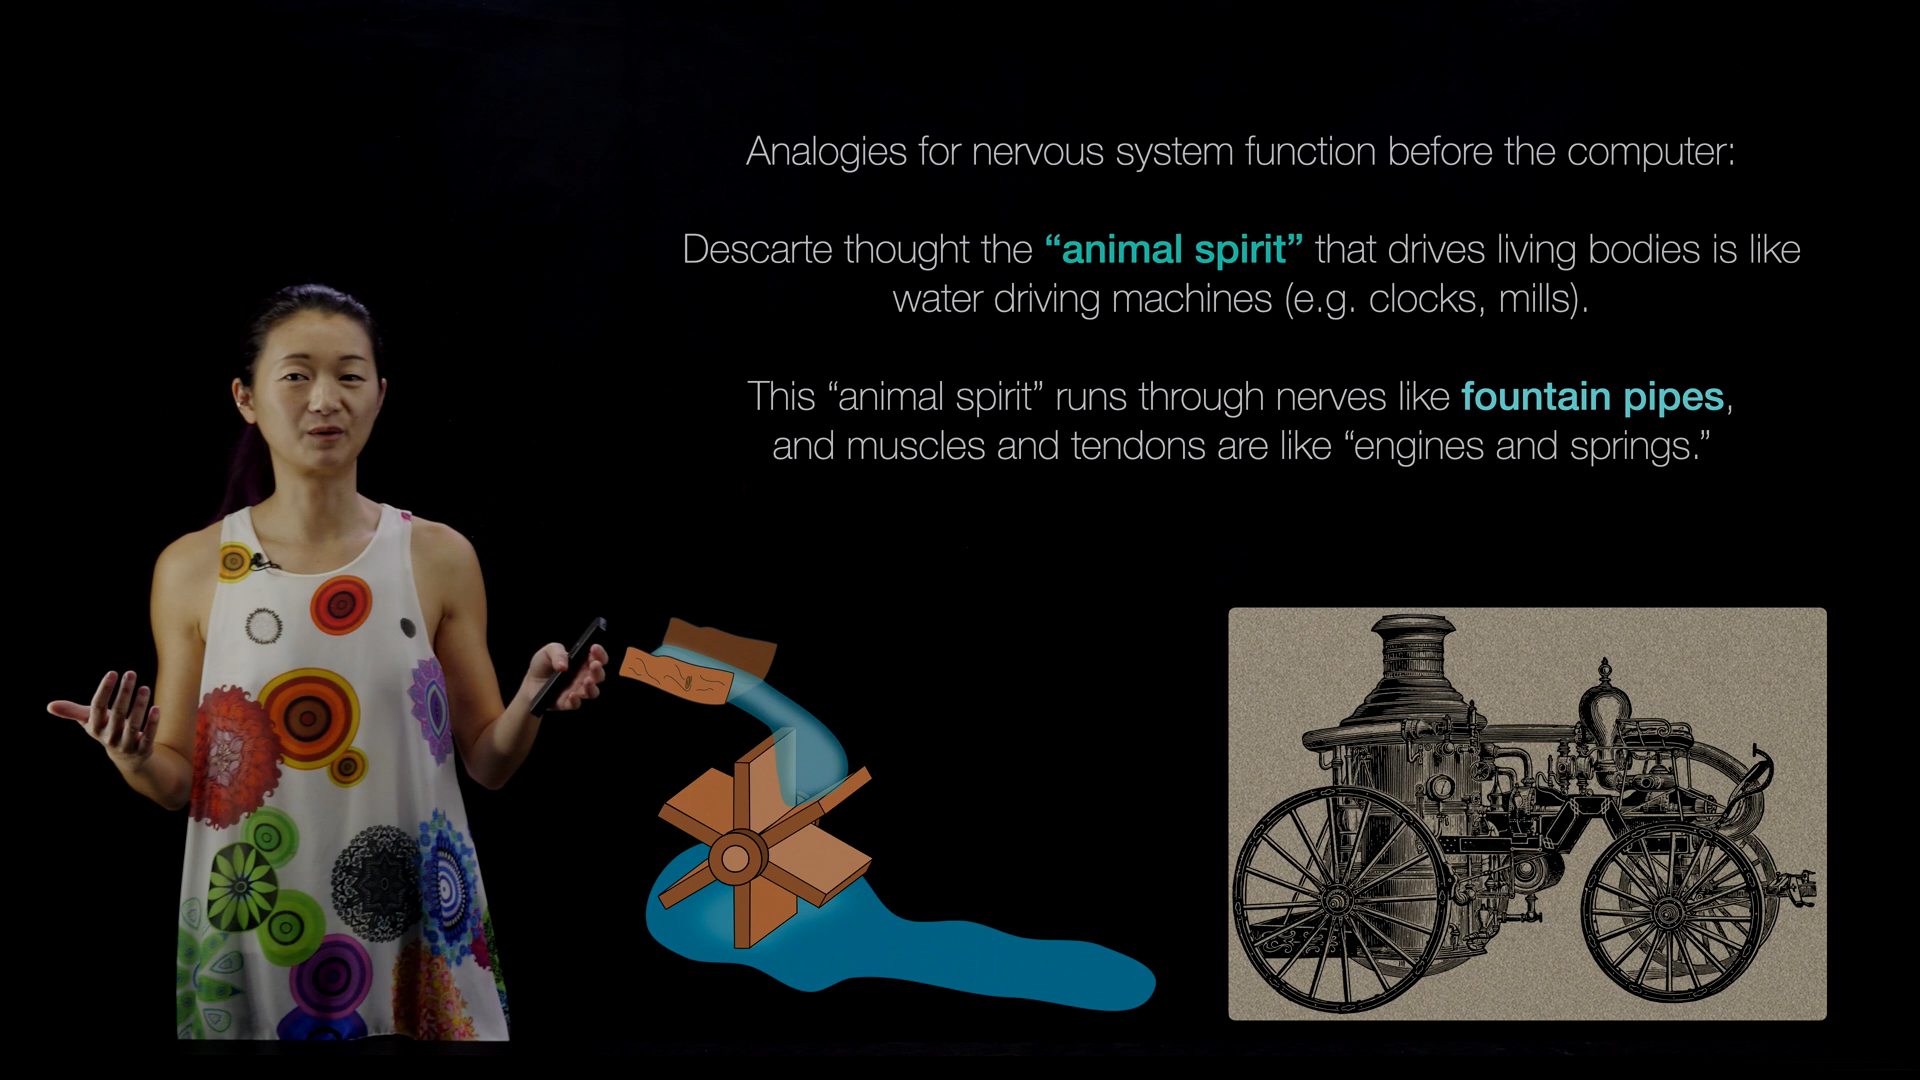 Analogies for nervous system function before the computer:
Descarte thought the “animal spirit” that drives living bodies is like
water driving machines (e.g. clocks, mills).
This “animal spirit” runs through nerves like fountain pipes,
and muscles and tendons are like “engines and springs.”